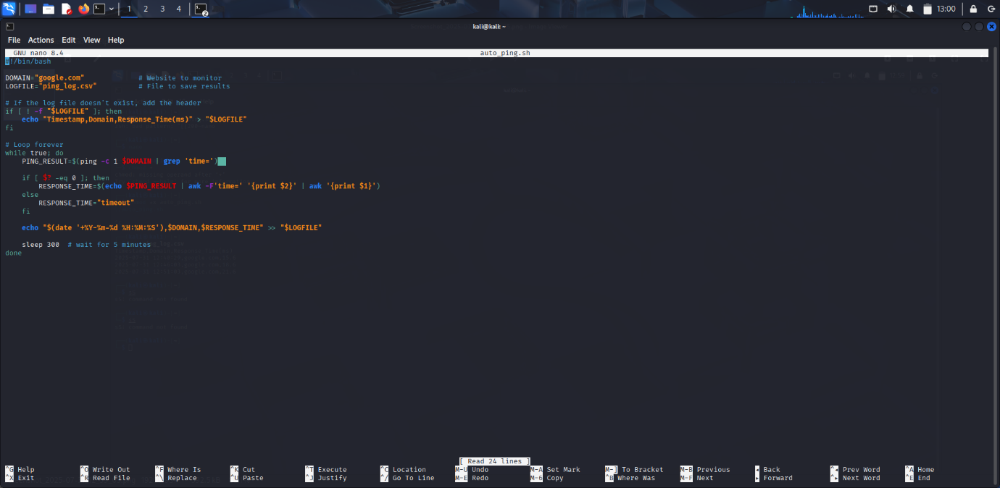 1 2 3 4 2 13:00
kali@kali: ~
File Actions Edit View Help
GNU nano 8.4 auto_ping.sh
#!/bin/bash
DOMAIN="google.com" # Website to monitor
LOGFILE="ping_log.csv" # File to save results
# If the log file doesn't exist, add the header
if [ ! -f "$LOGFILE" ]; then
echo "Timestamp,Domain,Response_Time(ms)" > "$LOGFILE"
fi
# Loop forever
while true; do
PING_RESULT=$(ping -c 1 $DOMAIN | grep 'time=')
if [ $? -eq 0 ]; then
RESPONSE_TIME=$(echo $PING_RESULT | awk -F'time=' '{print $2}' | awk '{print $1}')
else
RESPONSE_TIME="timeout"
fi
echo "$(date '+%Y-%m-%d %H:%M:%S'),$DOMAIN,$RESPONSE_TIME" >> "$LOGFILE"
sleep 300 # wait for 5 minutes
done
[ Read 24 lines ]
^G Help ^O Write Out ^F Where Is ^K Cut ^T Execute ^C Location M-U Undo M-A Set Mark M-] To Bracket M-B Previous ◂ Back ^◂ Prev Word ^A Home
^X Exit ^R Read File ^\ Replace ^U Paste ^J Justify ^/ Go To Line M-E Redo M-6 Copy ^B Where Was M-F Next ▸ Forward ^▸ Next Word ^E End